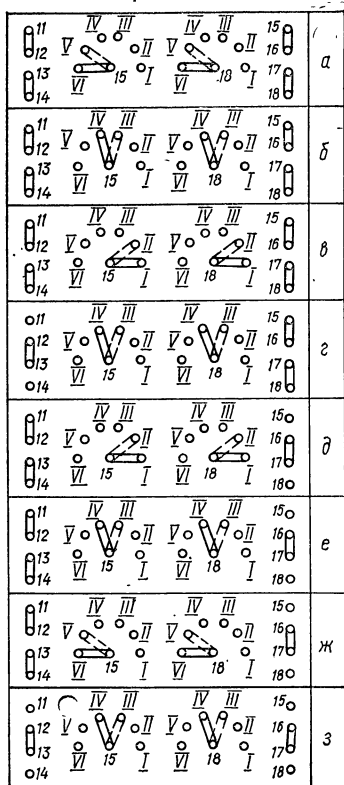 11 IV III IV III 15
12 V II V II 16 а
13 17
14 VI 15 I VI 18 I 18
11 IV III IV III 15
12 V II V II 16 б
13 17
14 VI 15 I VI 18 I 18
11 IV III IV III 15
12 V II V II 16 в
13 17
14 VI 15 I VI 18 I 18
11 IV III IV III 15
12 V II V II 16 г
13 17
14 VI 15 I VI 18 I 18
11 IV III IV III 15
12 V II V II 16 д
13 17
14 VI 15 I VI 18 I 18
11 IV III IV III 15
12 V II V II 16 е
13 17
14 VI 15 I VI 18 I 18
11 IV III IV III 15
12 V II V II 16 ж
13 17
14 VI 15 I VI 18 I 18
11 IV III IV III 15
12 V II V II 16 з
13 17
14 VI 15 I VI 18 I 18